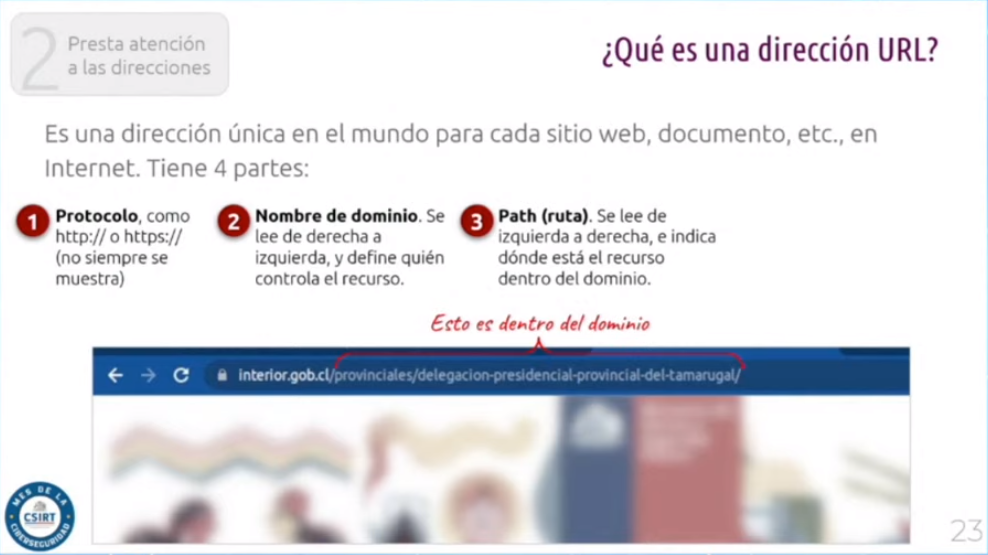 2
Presta atención
a las direcciones
¿Qué es una dirección URL?
Es una dirección única en el mundo para cada sitio web, documento, etc., en
Internet. Tiene 4 partes:
1
Protocolo, como
http:// o https://
(no siempre se
muestra)
2
Nombre de dominio. Se
lee de derecha a
izquierda, y define quién
controla el recurso.
3
Path (ruta). Se lee de
izquierda a derecha, e indica
dónde está el recurso
dentro del dominio.
Esto es dentro del dominio
interior.gob.cl/provinciales/delegacion-presidencial-provincial-del-tamarugal/
MES DE LA
CSIRT
CIBERSEGURIDAD
23